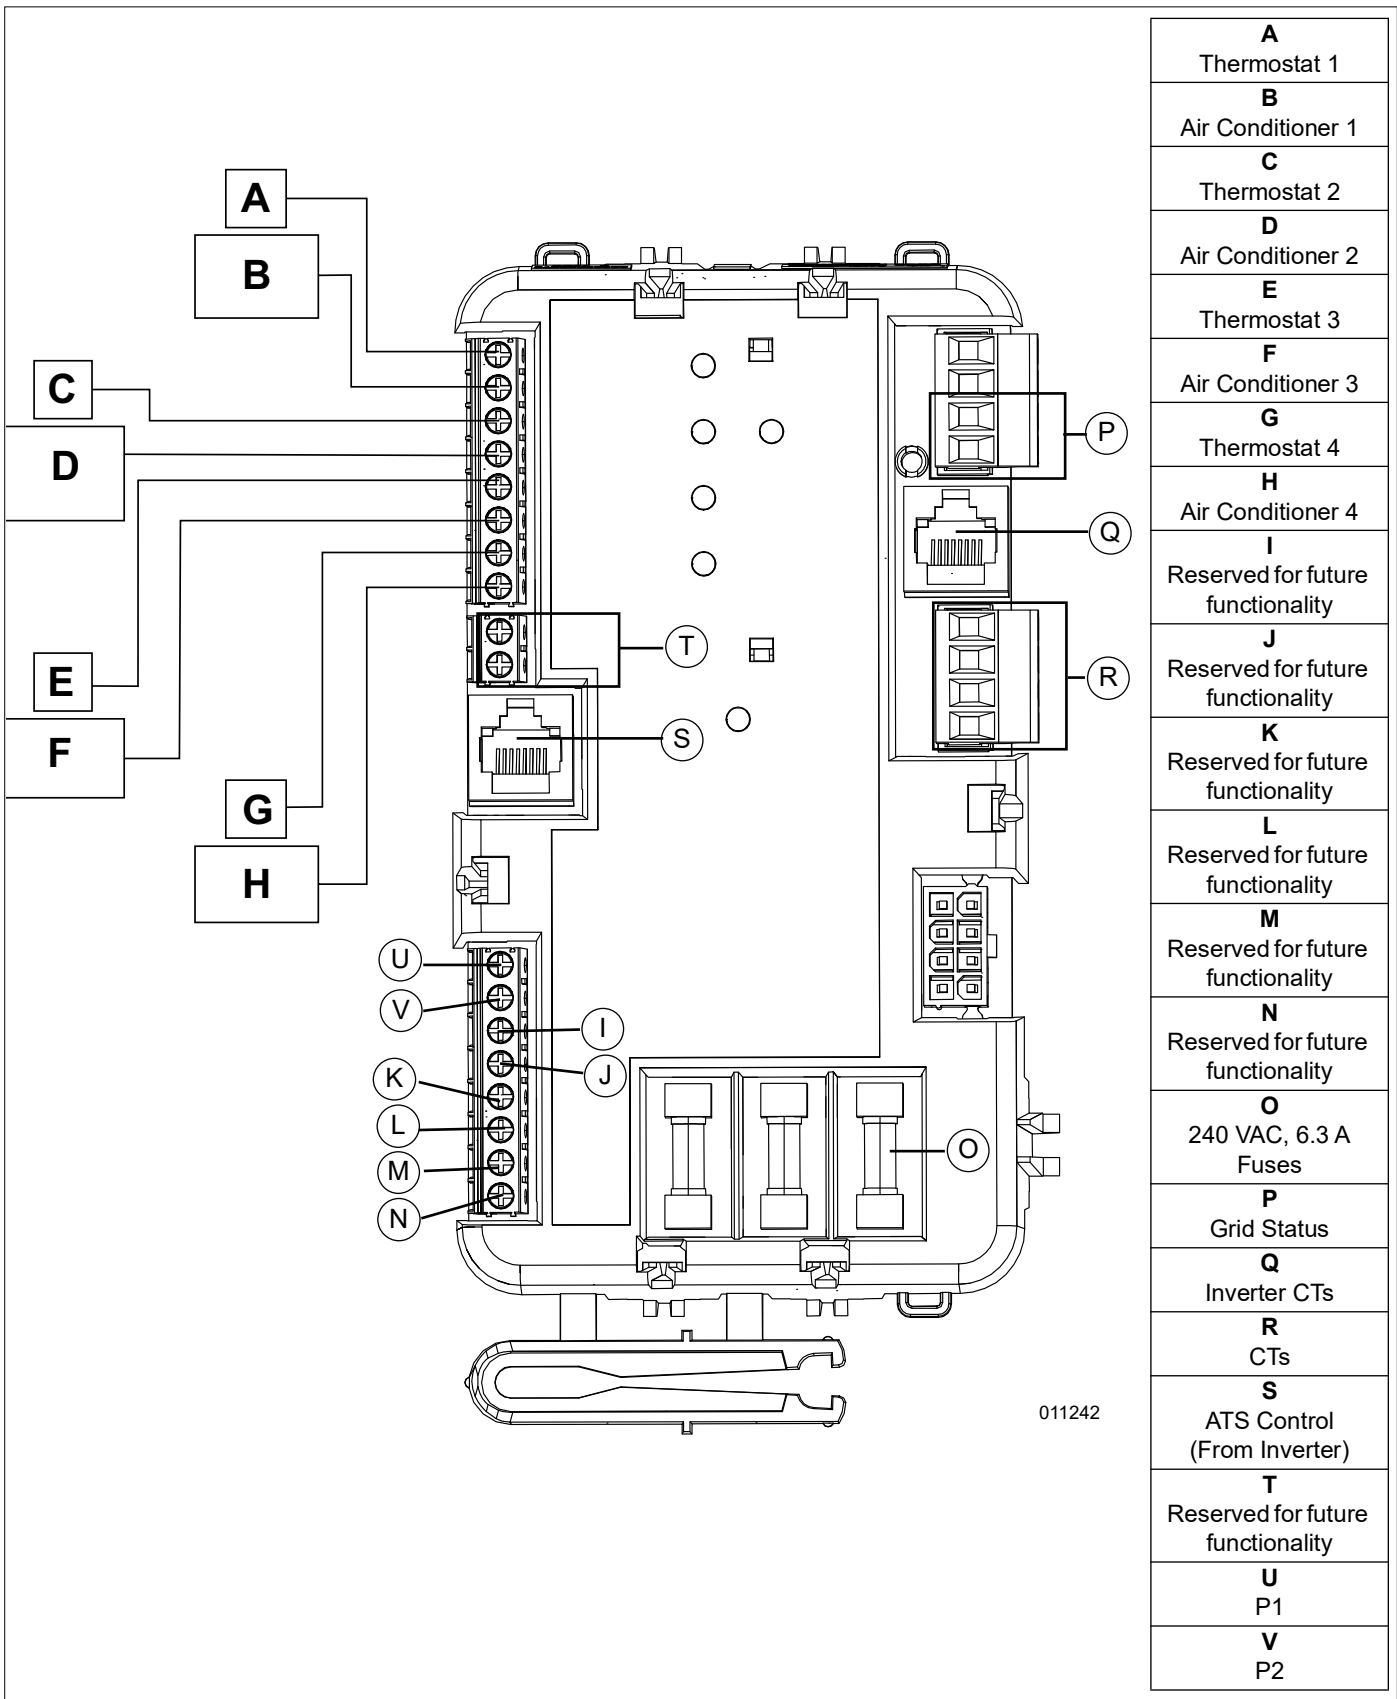 A
B
C
D
E
F
G
H
U
V
I
J
K
L
M
N
T
S
P
Q
R
O
011242
A
Thermostat 1
B
Air Conditioner 1
C
Thermostat 2
D
Air Conditioner 2
E
Thermostat 3
F
Air Conditioner 3
G
Thermostat 4
H
Air Conditioner 4
I
Reserved for future
functionality
J
Reserved for future
functionality
K
Reserved for future
functionality
L
Reserved for future
functionality
M
Reserved for future
functionality
N
Reserved for future
functionality
O
240 VAC, 6.3 A
Fuses
P
Grid Status
Q
Inverter CTs
R
CTs
S
ATS Control
(From Inverter)
T
Reserved for future
functionality
U
P1
V
P2